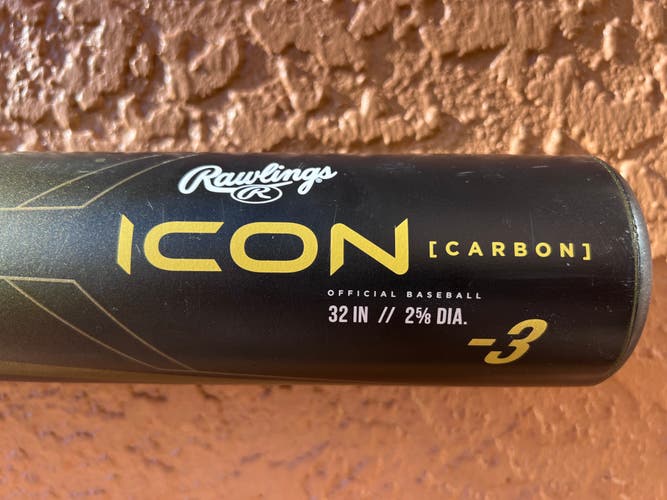 Rawlings
R
ICON [CARBON]
OFFICIAL BASEBALL
32 IN // 2⅝ DIA.
-3